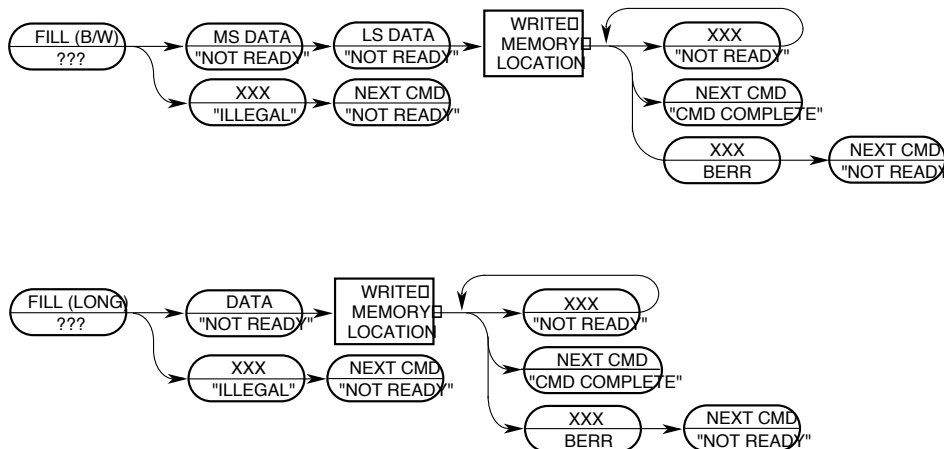 FILL (B/W)
???
MS DATA
"NOT READY"
LS DATA
"NOT READY"
WRITE
MEMORY
LOCATION
XXX
"NOT READY"
XXX
"ILLEGAL"
NEXT CMD
"NOT READY"
NEXT CMD
"CMD COMPLETE"
XXX
BERR
NEXT CMD
"NOT READY"
FILL (LONG)
???
DATA
"NOT READY"
WRITE
MEMORY
LOCATION
XXX
"NOT READY"
XXX
"ILLEGAL"
NEXT CMD
"NOT READY"
NEXT CMD
"CMD COMPLETE"
XXX
BERR
NEXT CMD
"NOT READY"